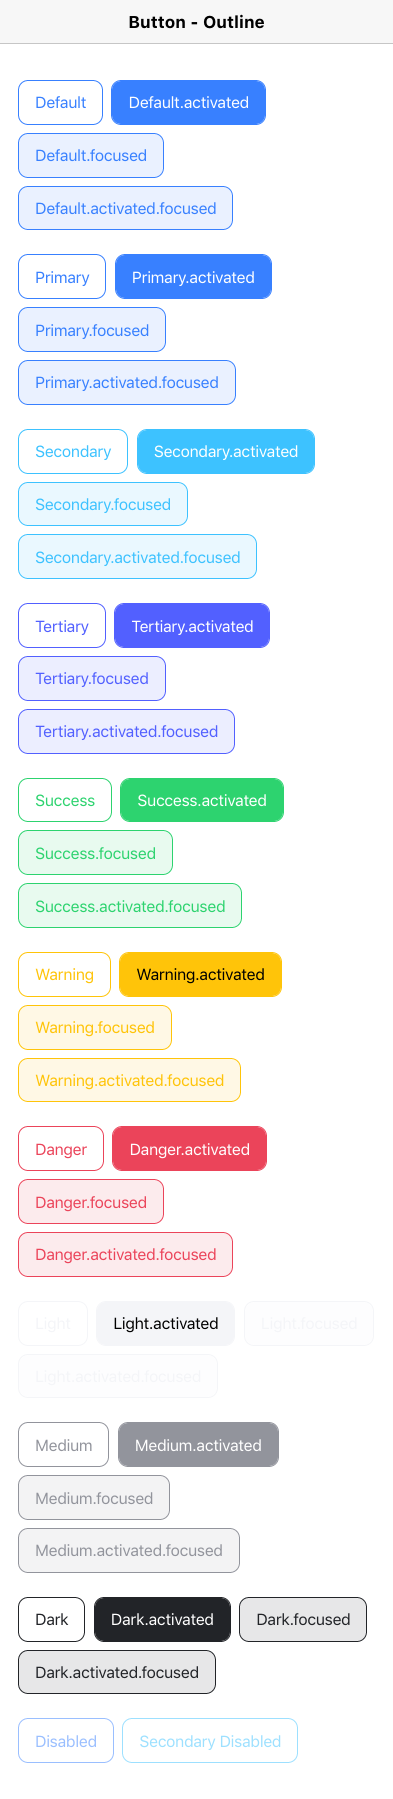 Button - Outline
Default Default.activated
Default.focused
Default.activated.focused
Primary Primary.activated
Primary.focused
Primary.activated.focused
Secondary Secondary.activated
Secondary.focused
Secondary.activated.focused
Tertiary Tertiary.activated
Tertiary.focused
Tertiary.activated.focused
Success Success.activated
Success.focused
Success.activated.focused
Warning Warning.activated
Warning.focused
Warning.activated.focused
Danger Danger.activated
Danger.focused
Danger.activated.focused
Light Light.activated Light.focused
Light.activated.focused
Medium Medium.activated
Medium.focused
Medium.activated.focused
Dark Dark.activated Dark.focused
Dark.activated.focused
Disabled Secondary Disabled